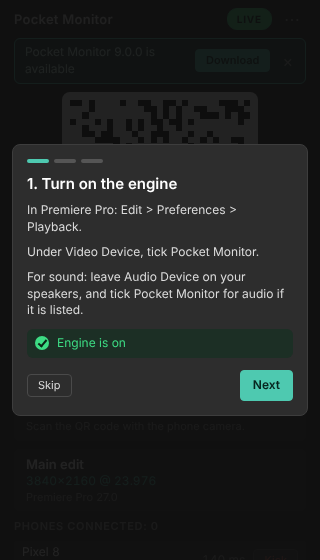 Pocket Monitor
LIVE
Pocket Monitor 9.0.0 is
available
Download
1. Turn on the engine
In Premiere Pro: Edit > Preferences >
Playback.
Under Video Device, tick Pocket Monitor.
For sound: leave Audio Device on your
speakers, and tick Pocket Monitor for audio if
it is listed.
Engine is on
Skip
Next
Scan the QR code with the phone camera.
Main edit
3840×2160 @ 23.976
Premiere Pro 27.0
PHONES CONNECTED: 0
Pixel 8
140 ms